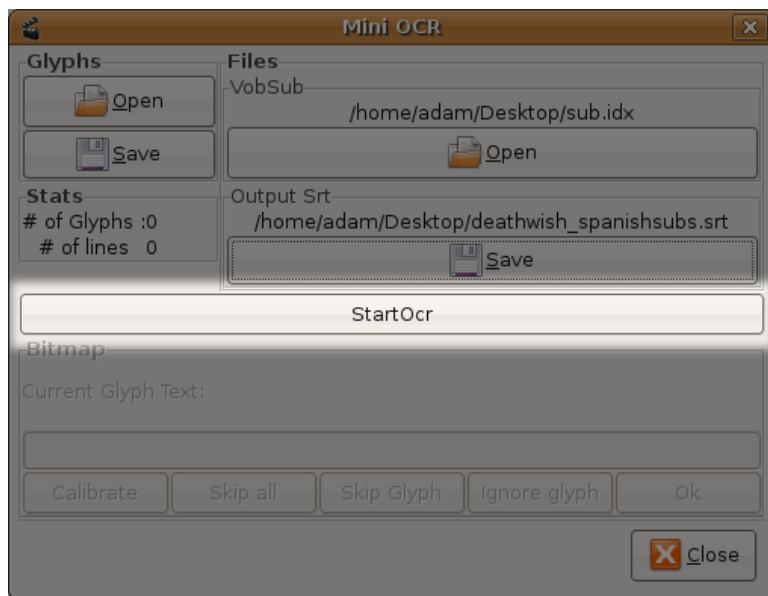 Mini OCR
Glyphs
Open
Save
Files
VobSub
/home/adam/Desktop/sub.idx
Open
Stats
# of Glyphs :0
# of lines 0
Output Srt
/home/adam/Desktop/deathwish_spanishsubs.srt
Save
StartOcr
Bitmap
Current Glyph Text:
Calibrate Skip all Skip Glyph Ignore glyph Ok
Close